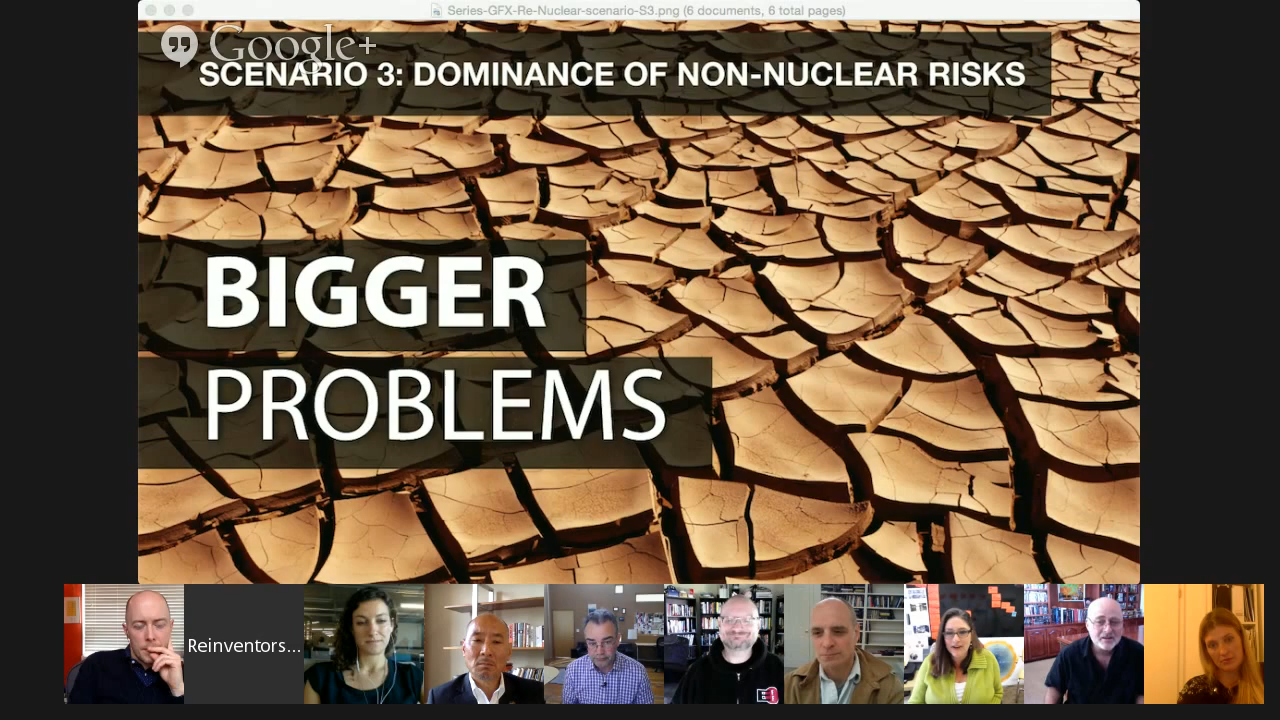 Series-GFX-Re-Nuclear-scenario-S3.png (6 documents, 6 total pages)
Google+
SCENARIO 3: DOMINANCE OF NON-NUCLEAR RISKS
BIGGER
PROBLEMS
Reinventors...